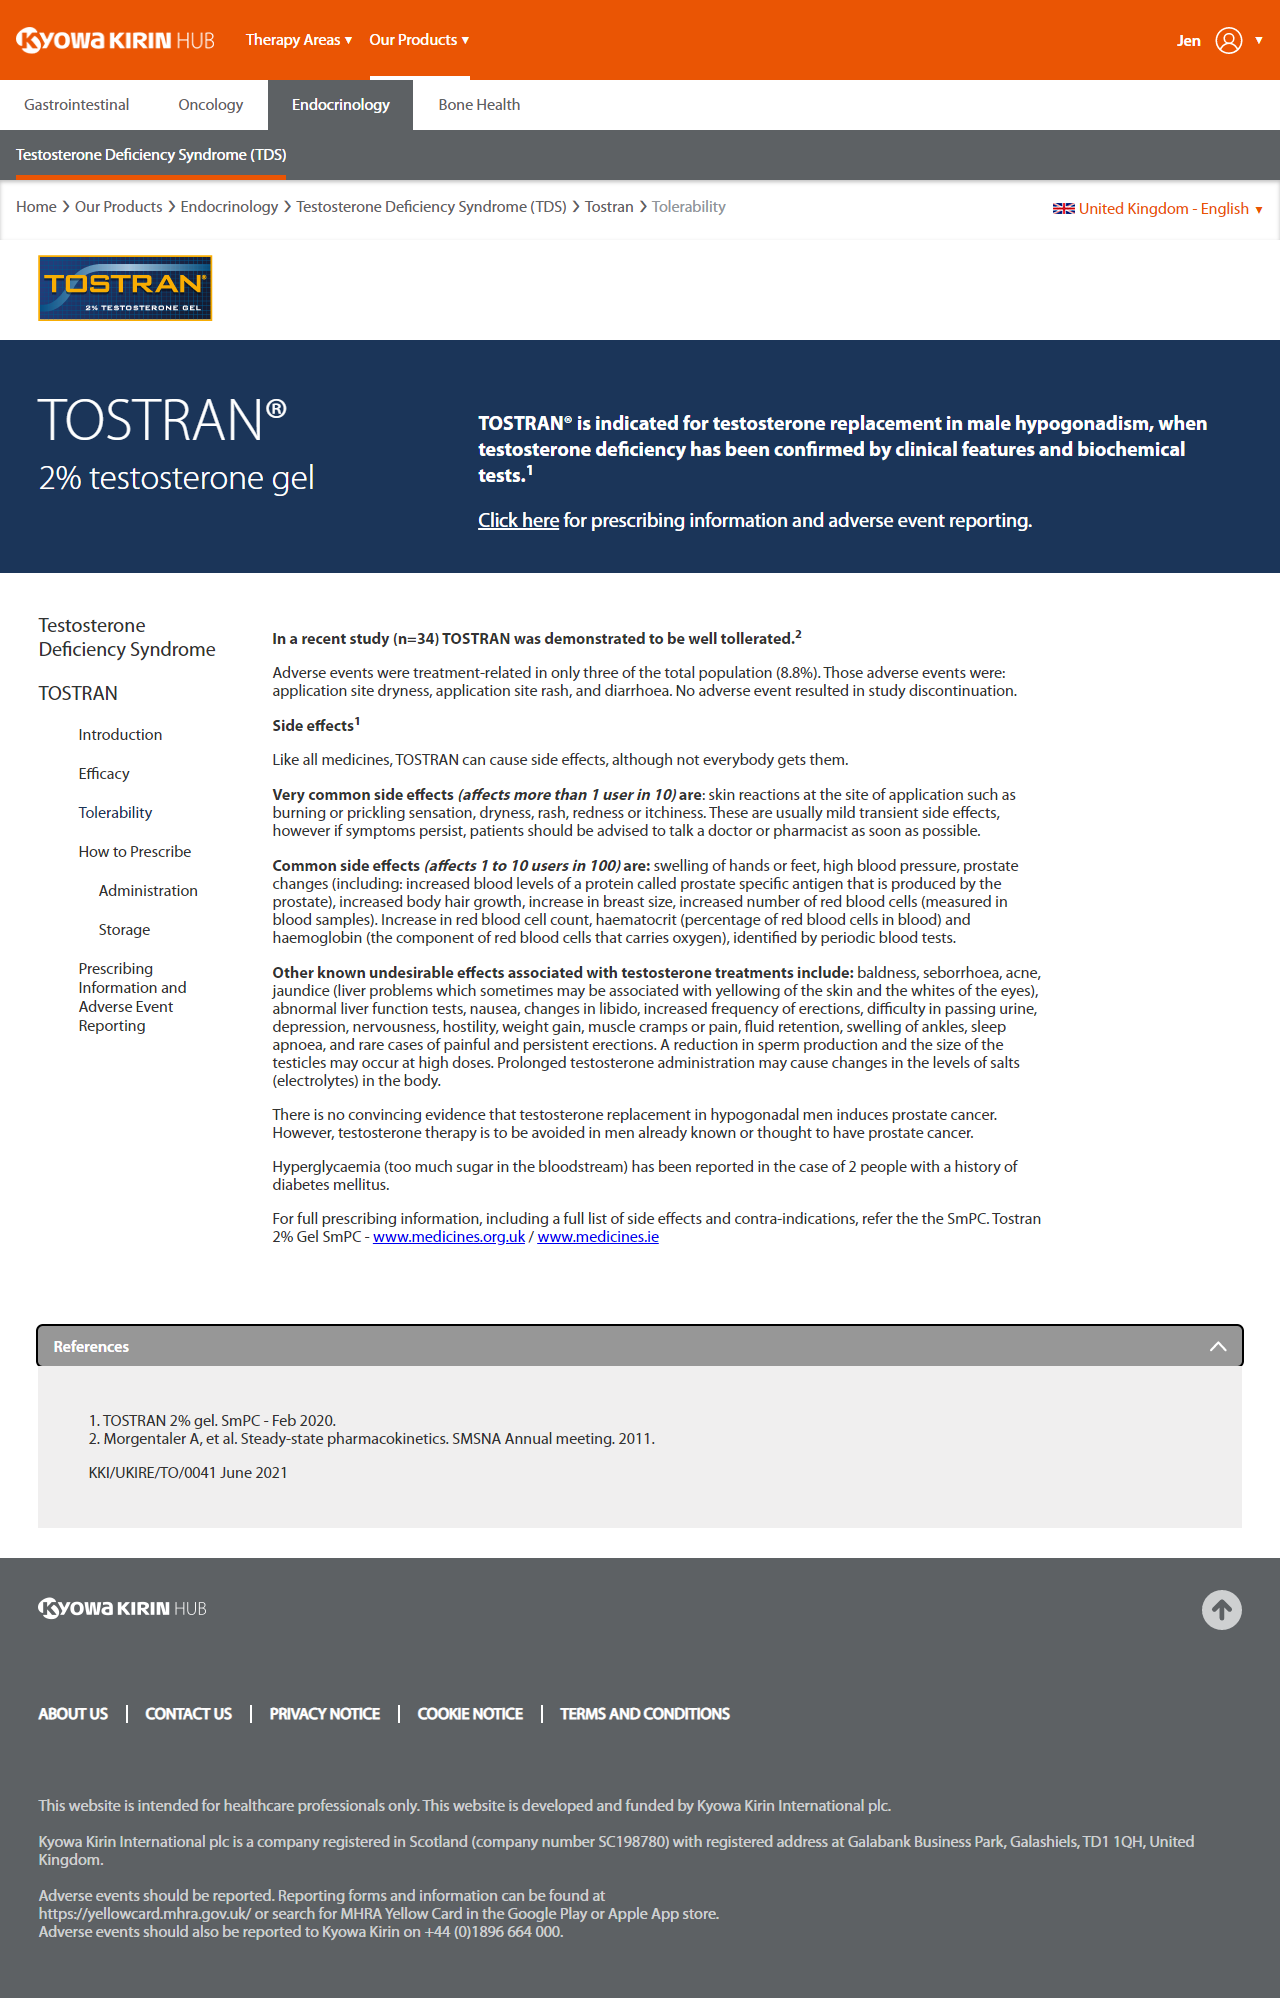 KYOWA KIRIN HUB
Therapy Areas ▼ Our Products ▼
Jen ▼
Gastrointestinal Oncology Endocrinology Bone Health
Testosterone Deficiency Syndrome (TDS)
Home > Our Products > Endocrinology > Testosterone Deficiency Syndrome (TDS) > Tostran > Tolerability
United Kingdom - English ▼
TOSTRAN®
2% TESTOSTERONE GEL
TOSTRAN®
2% testosterone gel
TOSTRAN® is indicated for testosterone replacement in male hypogonadism, when
testosterone deficiency has been confirmed by clinical features and biochemical
tests.1
Click here for prescribing information and adverse event reporting.
Testosterone
Deficiency Syndrome
TOSTRAN
Introduction
Efficacy
Tolerability
How to Prescribe
Administration
Storage
Prescribing
Information and
Adverse Event
Reporting
In a recent study (n=34) TOSTRAN was demonstrated to be well tollerated.2
Adverse events were treatment-related in only three of the total population (8.8%). Those adverse events were:
application site dryness, application site rash, and diarrhoea. No adverse event resulted in study discontinuation.
Side effects1
Like all medicines, TOSTRAN can cause side effects, although not everybody gets them.
Very common side effects (affects more than 1 user in 10) are: skin reactions at the site of application such as
burning or prickling sensation, dryness, rash, redness or itchiness. These are usually mild transient side effects,
however if symptoms persist, patients should be advised to talk a doctor or pharmacist as soon as possible.
Common side effects (affects 1 to 10 users in 100) are: swelling of hands or feet, high blood pressure, prostate
changes (including: increased blood levels of a protein called prostate specific antigen that is produced by the
prostate), increased body hair growth, increase in breast size, increased number of red blood cells (measured in
blood samples). Increase in red blood cell count, haematocrit (percentage of red blood cells in blood) and
haemoglobin (the component of red blood cells that carries oxygen), identified by periodic blood tests.
Other known undesirable effects associated with testosterone treatments include: baldness, seborrhoea, acne,
jaundice (liver problems which sometimes may be associated with yellowing of the skin and the whites of the eyes),
abnormal liver function tests, nausea, changes in libido, increased frequency of erections, difficulty in passing urine,
depression, nervousness, hostility, weight gain, muscle cramps or pain, fluid retention, swelling of ankles, sleep
apnoea, and rare cases of painful and persistent erections. A reduction in sperm production and the size of the
testicles may occur at high doses. Prolonged testosterone administration may cause changes in the levels of salts
(electrolytes) in the body.
There is no convincing evidence that testosterone replacement in hypogonadal men induces prostate cancer.
However, testosterone therapy is to be avoided in men already known or thought to have prostate cancer.
Hyperglycaemia (too much sugar in the bloodstream) has been reported in the case of 2 people with a history of
diabetes mellitus.
For full prescribing information, including a full list of side effects and contra-indications, refer the the SmPC. Tostran
2% Gel SmPC - www.medicines.org.uk / www.medicines.ie
References
1. TOSTRAN 2% gel. SmPC - Feb 2020.
2. Morgentaler A, et al. Steady-state pharmacokinetics. SMSNA Annual meeting. 2011.
KKI/UKIRE/TO/0041 June 2021
KYOWA KIRIN HUB
ABOUT US | CONTACT US | PRIVACY NOTICE | COOKIE NOTICE | TERMS AND CONDITIONS
This website is intended for healthcare professionals only. This website is developed and funded by Kyowa Kirin International plc.
Kyowa Kirin International plc is a company registered in Scotland (company number SC198780) with registered address at Galabank Business Park, Galashiels, TD1 1QH, United
Kingdom.
Adverse events should be reported. Reporting forms and information can be found at
https://yellowcard.mhra.gov.uk/ or search for MHRA Yellow Card in the Google Play or Apple App store.
Adverse events should also be reported to Kyowa Kirin on +44 (0)1896 664 000.